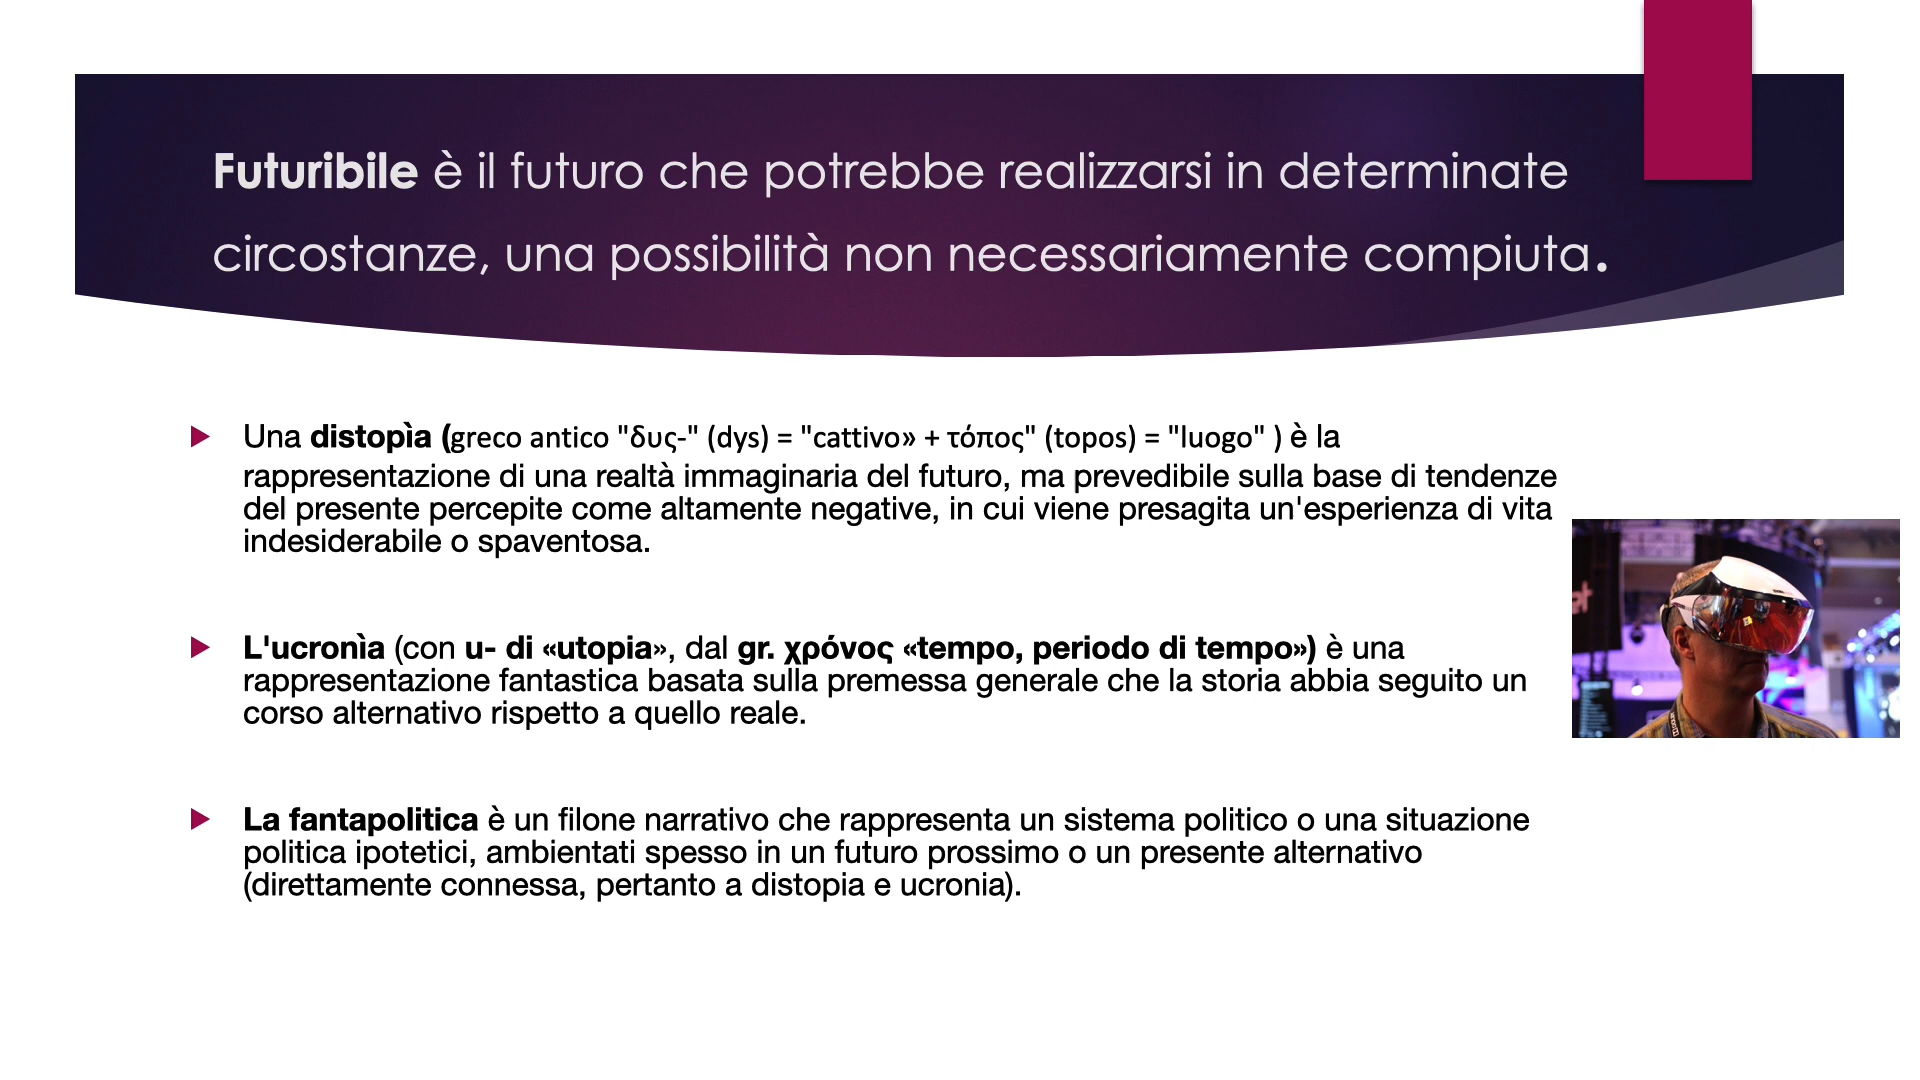 Futuribile è il futuro che potrebbe realizzarsi in determinate
circostanze, una possibilità non necessariamente compiuta.
Una distopìa (greco antico "δυς-" (dys) = "cattivo» + τόπος" (topos) = "luogo" ) è la
rappresentazione di una realtà immaginaria del futuro, ma prevedibile sulla base di tendenze
del presente percepite come altamente negative, in cui viene presagita un'esperienza di vita
indesiderabile o spaventosa.
L'ucronìa (con u- di «utopia», dal gr. χρόνος «tempo, periodo di tempo») è una
rappresentazione fantastica basata sulla premessa generale che la storia abbia seguito un
corso alternativo rispetto a quello reale.
La fantapolitica è un filone narrativo che rappresenta un sistema politico o una situazione
politica ipotetici, ambientati spesso in un futuro prossimo o un presente alternativo
(direttamente connessa, pertanto a distopia e ucronia).